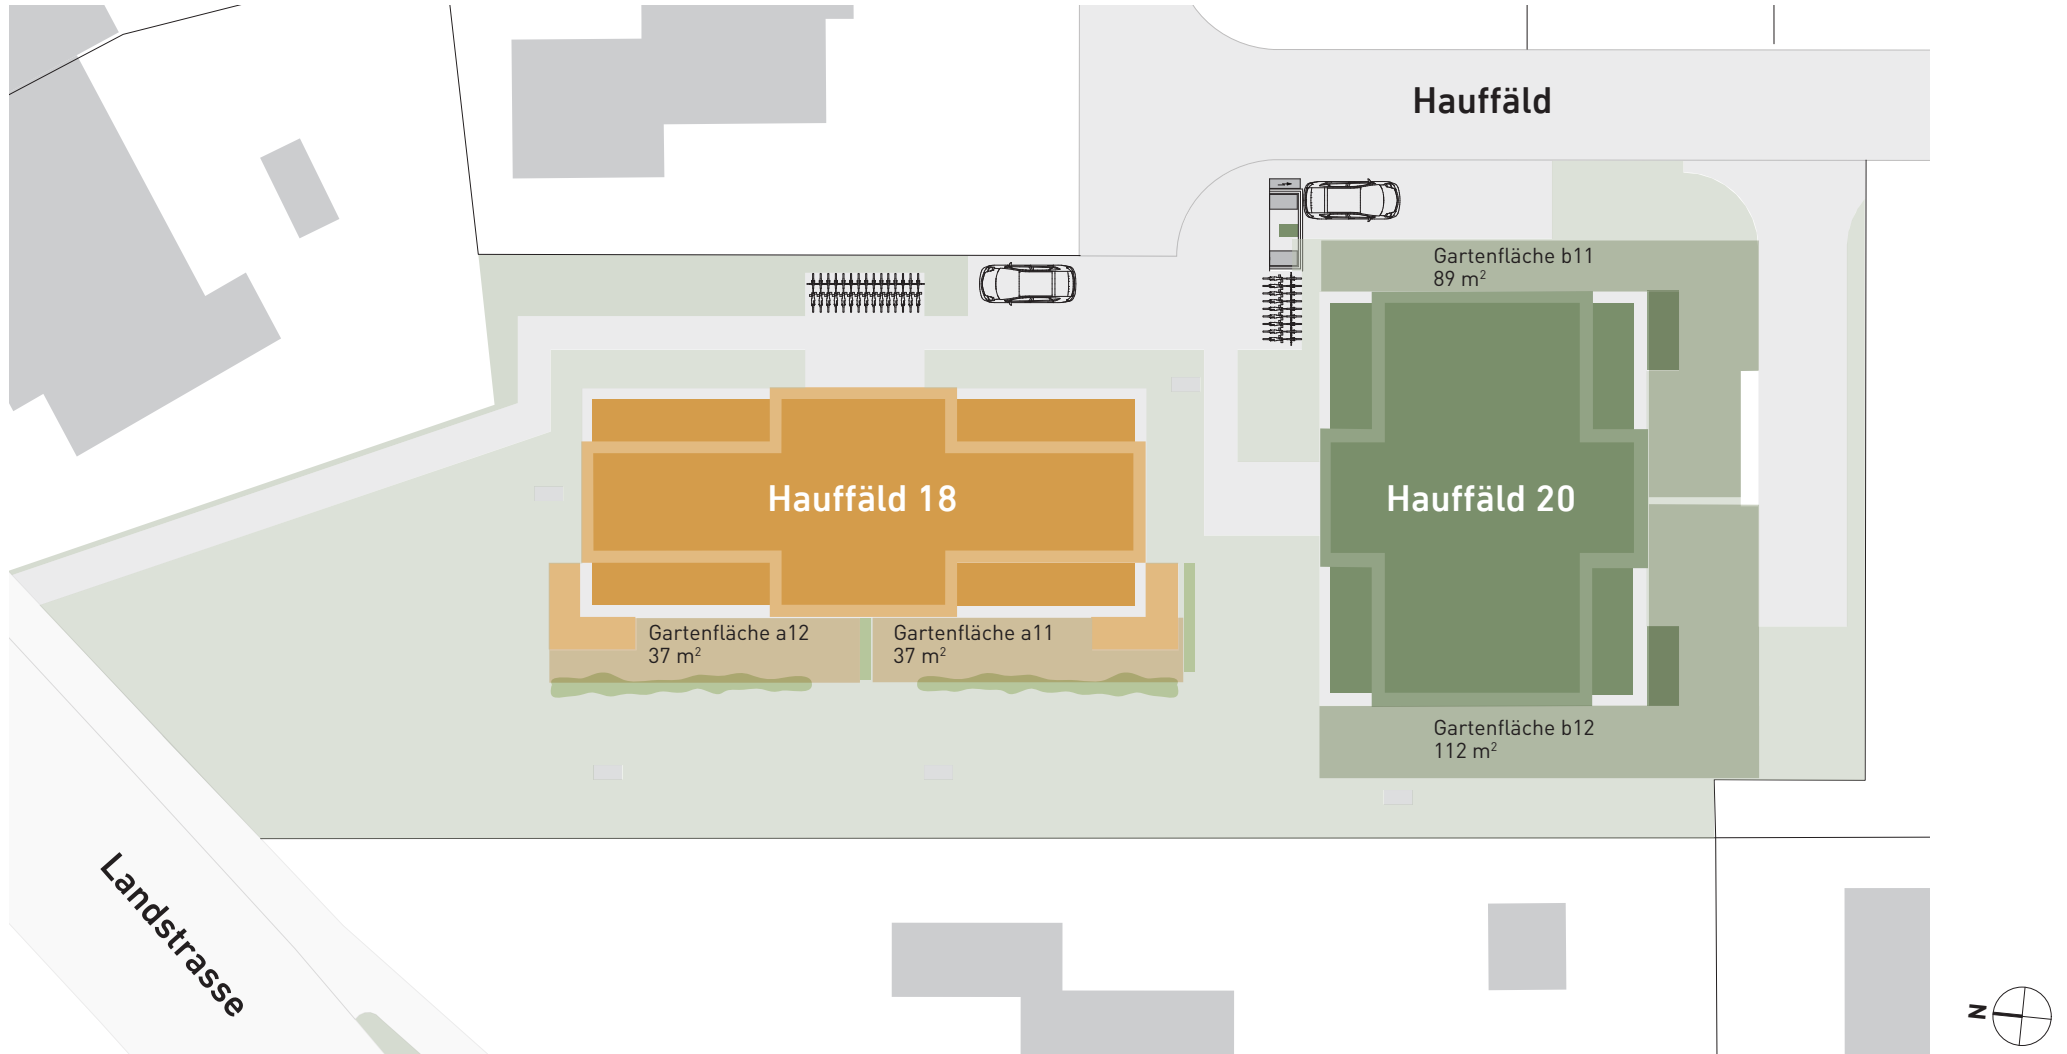 Hauffäld
Gartenfläche b11
89 m²
Hauffäld 18
Hauffäld 20
Gartenfläche a12
37 m²
Gartenfläche a11
37 m²
Gartenfläche b12
112 m²
Landstrasse
N